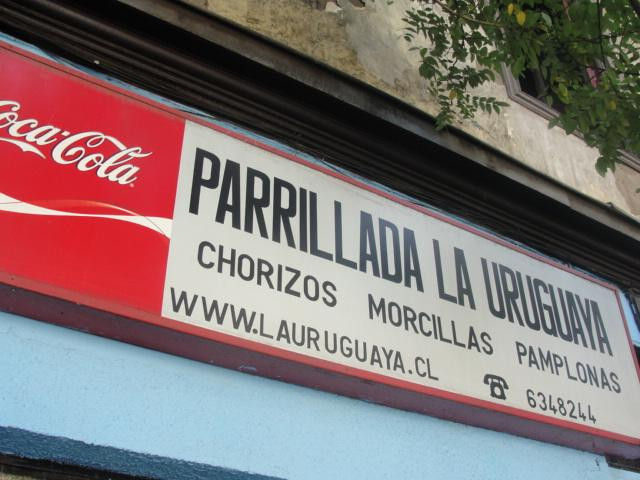 Coca-Cola
PARRILLADA LA URUGUAYA
CHORIZOS MORCILLAS PAMPLONAS
WWW.LAURUGUAYA.CL ☎ 6348244